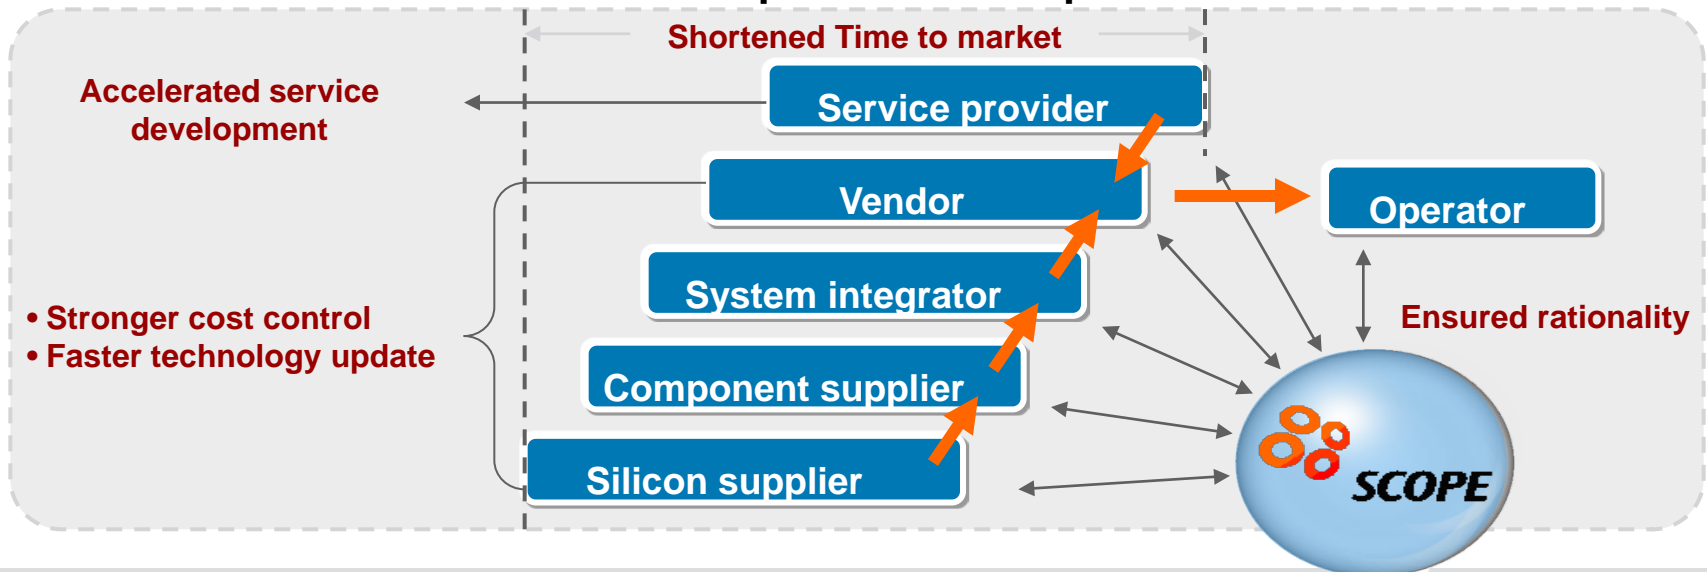 Shortened Time to market
Accelerated service
development
Service provider
Vendor
Operator
System integrator
• Stronger cost control
• Faster technology update
Ensured rationality
Component supplier
Silicon supplier
SCOPE